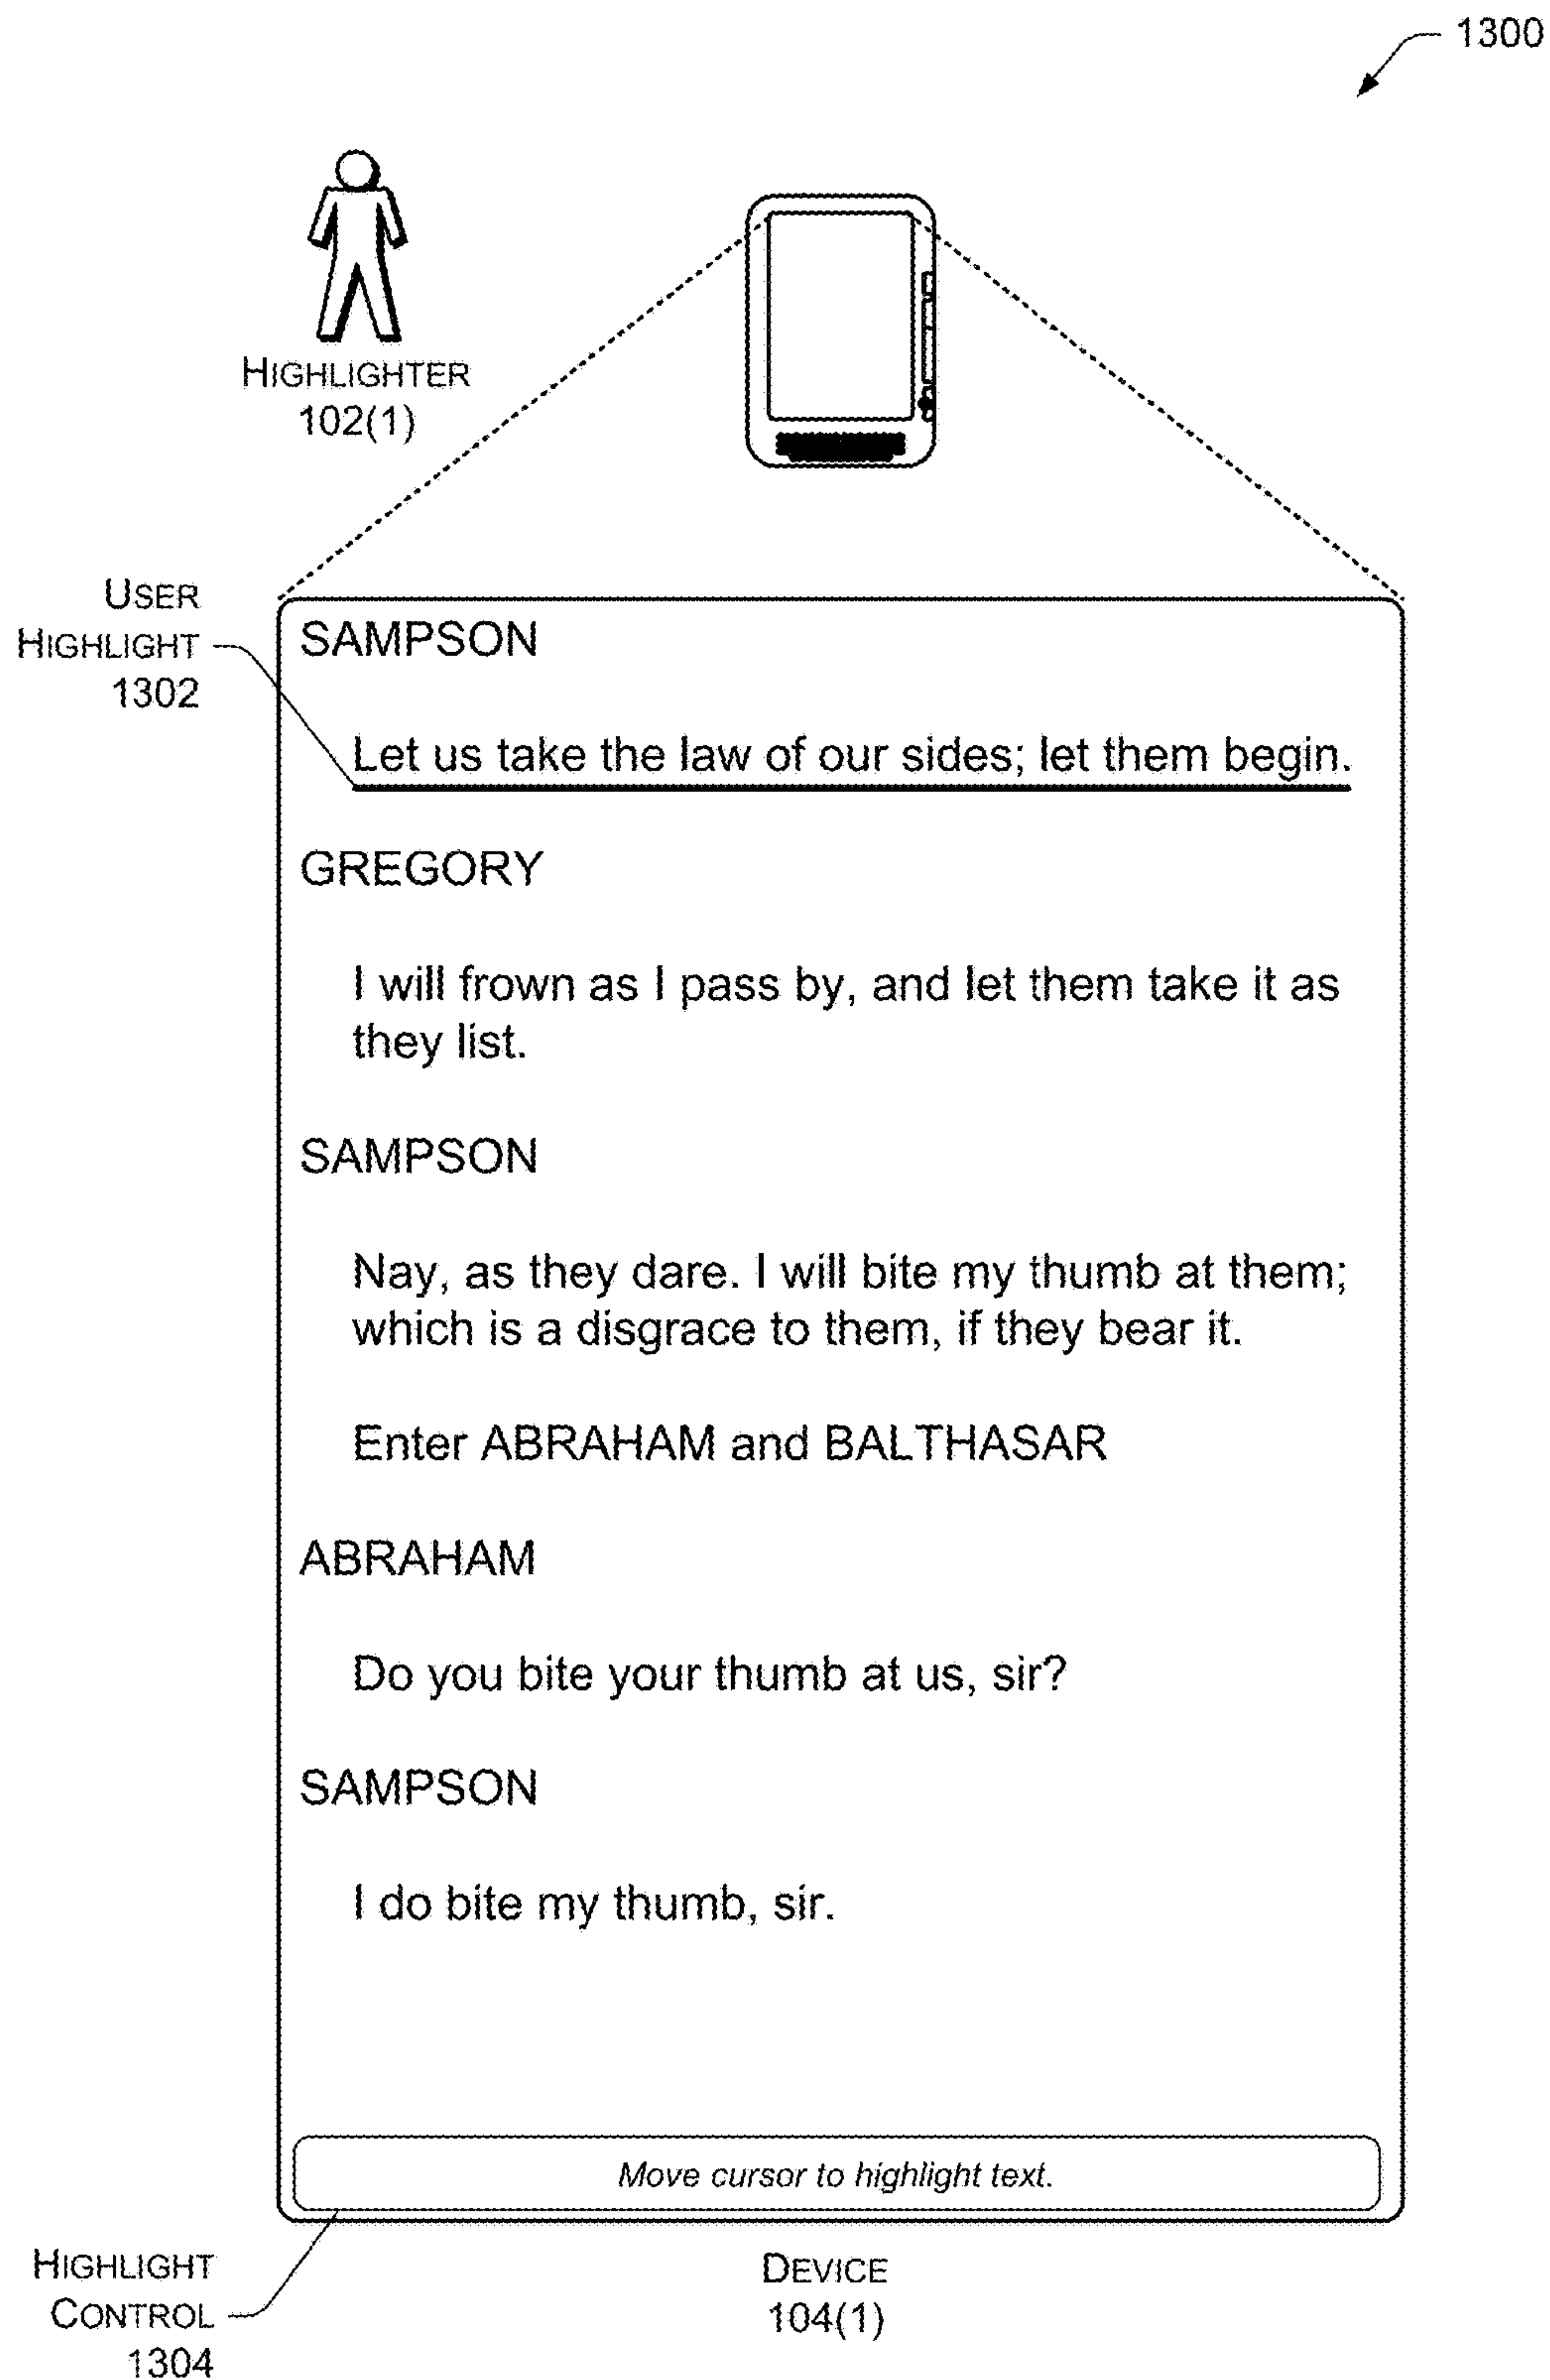 1300
HIGHLIGHTER
102(1)
USER
HIGHLIGHT
1302
SAMPSON
Let us take the law of our sides; let them begin.
GREGORY
I will frown as I pass by, and let them take it as
they list.
SAMPSON
Nay, as they dare. I will bite my thumb at them;
which is a disgrace to them, if they bear it.
Enter ABRAHAM and BALTHASAR
ABRAHAM
Do you bite your thumb at us, sir?
SAMPSON
I do bite my thumb, sir.
Move cursor to highlight text.
HIGHLIGHT
CONTROL
1304
DEVICE
104(1)